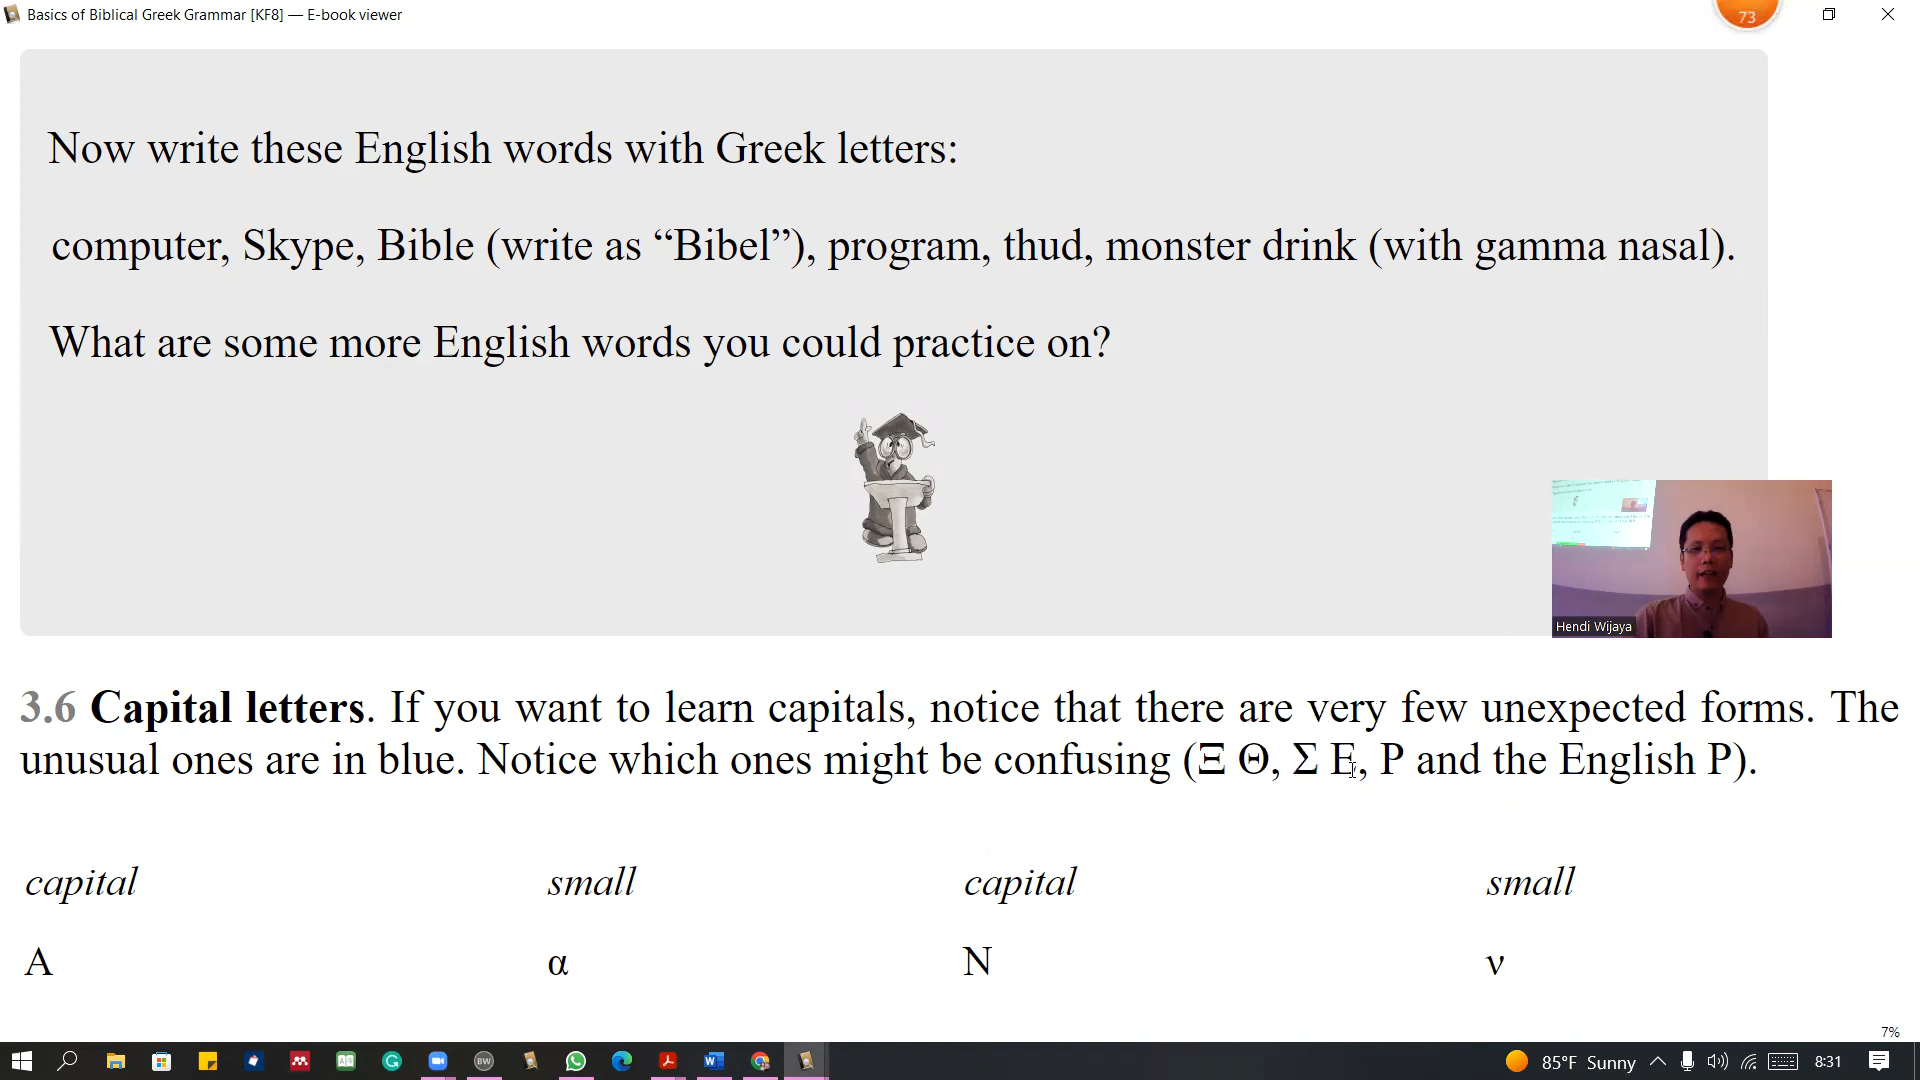 Basics of Biblical Greek Grammar [KF8] — E-book viewer
73
Now write these English words with Greek letters:
computer, Skype, Bible (write as “Bibel”), program, thud, monster drink (with gamma nasal).
What are some more English words you could practice on?
Hendi Wijaya
3.6 Capital letters. If you want to learn capitals, notice that there are very few unexpected forms. The
unusual ones are in blue. Notice which ones might be confusing (Ξ Θ, Σ Ε, Ρ and the English P).
capital small capital small
Α α Ν ν
7%
BW
85°F Sunny
8:31